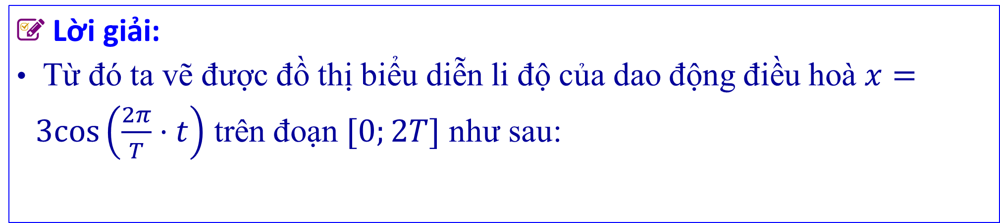 Lời giải:
• Từ đó ta vẽ được đồ thị biểu diễn li độ của dao động điều hoà 𝑥 =
3cos(2𝜋/𝑇 · 𝑡) trên đoạn [0; 2𝑇] như sau: